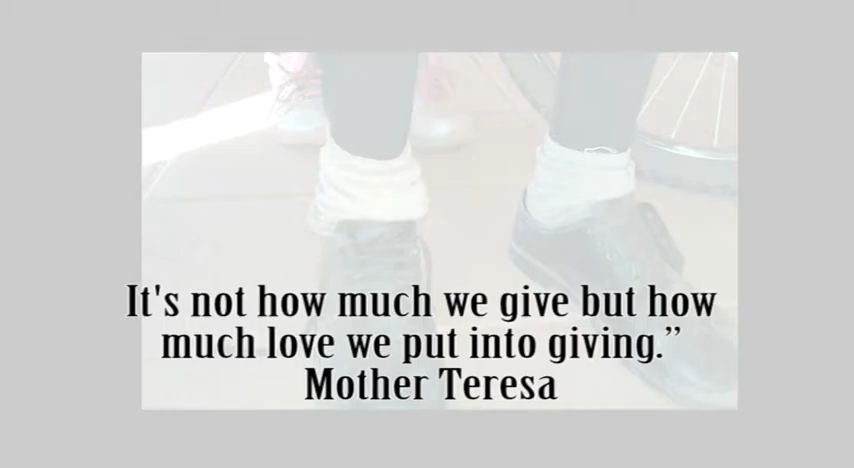 It's not how much we give but how
much love we put into giving.”
Mother Teresa